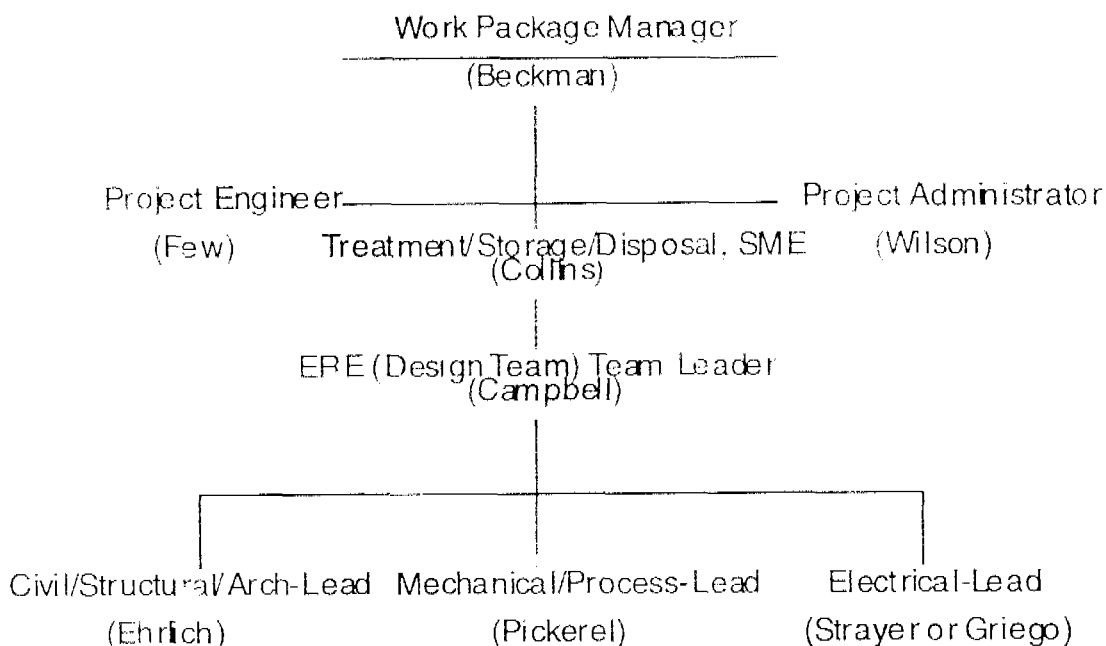 Work Package Manager
(Beckman)
Project Engineer
Project Administrator
(Few)
Treatment/Storage/Disposal, SME
(Wilson)
(Collins)
ERE (Design Team) Team Leader
(Campbell)
Civil/Structural/Arch-Lead
Mechanical/Process-Lead
Electrical-Lead
(Ehrlich)
(Pickerel)
(Strayer or Griego)